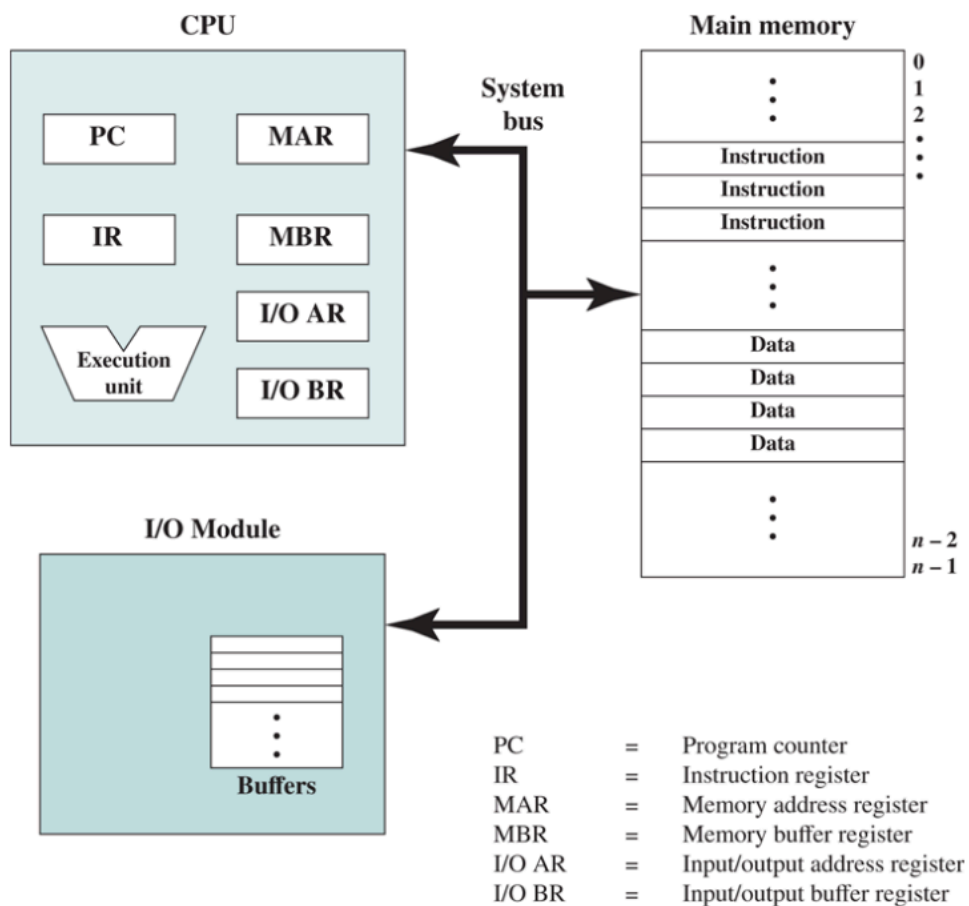 CPU
PC
MAR
IR
MBR
I/O AR
I/O BR
Execution
unit
System
bus
Main memory
0
1
2
Instruction
Instruction
Instruction
Data
Data
Data
Data
n – 2
n – 1
I/O Module
Buffers
PC = Program counter
IR = Instruction register
MAR = Memory address register
MBR = Memory buffer register
I/O AR = Input/output address register
I/O BR = Input/output buffer register